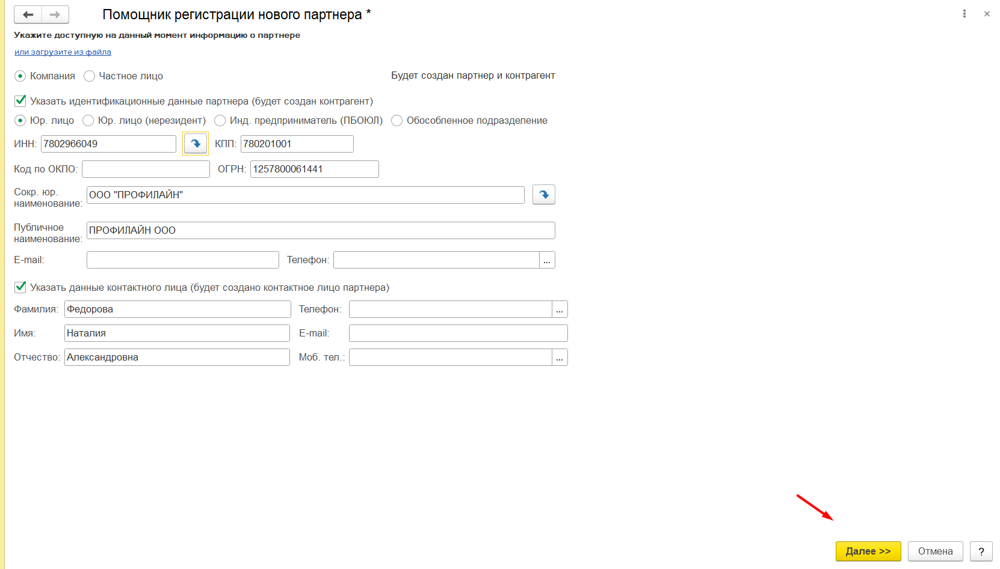 Помощник регистрации нового партнера *
Укажите доступную на данный момент информацию о партнере
или загрузите из файла
Компания Частное лицо Будет создан партнер и контрагент
Указать идентификационные данные партнера (будет создан контрагент)
Юр. лицо Юр. лицо (нерезидент) Инд. предприниматель (ПБОЮЛ) Обособленное подразделение
ИНН: 7802966049 КПП: 780201001
Код по ОКПО: ОГРН: 1257800061441
Сокр. юр.
наименование: ООО "ПРОФИЛАЙН"
Публичное
наименование: ПРОФИЛАЙН ООО
E-mail: Телефон: ...
Указать данные контактного лица (будет создано контактное лицо партнера)
Фамилия: Федорова Телефон: ...
Имя: Наталия E-mail:
Отчество: Александровна Моб. тел.: ...
Далее >> Отмена ?